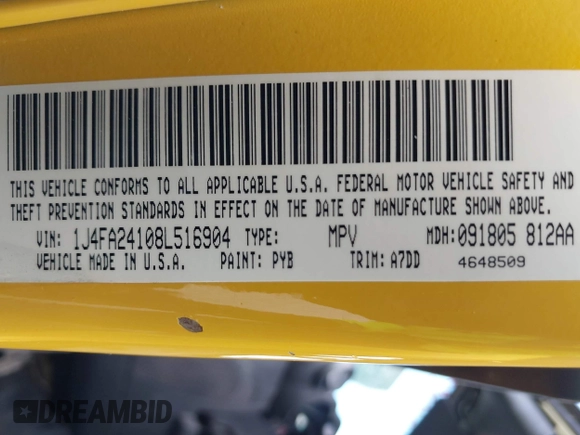 THIS VEHICLE CONFORMS TO ALL APPLICABLE U.S.A. FEDERAL MOTOR VEHICLE SAFETY AND
THEFT PREVENTION STANDARDS IN EFFECT ON THE DATE OF MANUFACTURE SHOWN ABOVE.
VIN: 1J4FA24108L516904 TYPE: MPV MDH:091805 812AA
VEHICLE MADE IN U.S.A. PAINT: PYB TRIM: A7DD 4648509
DREAMBID